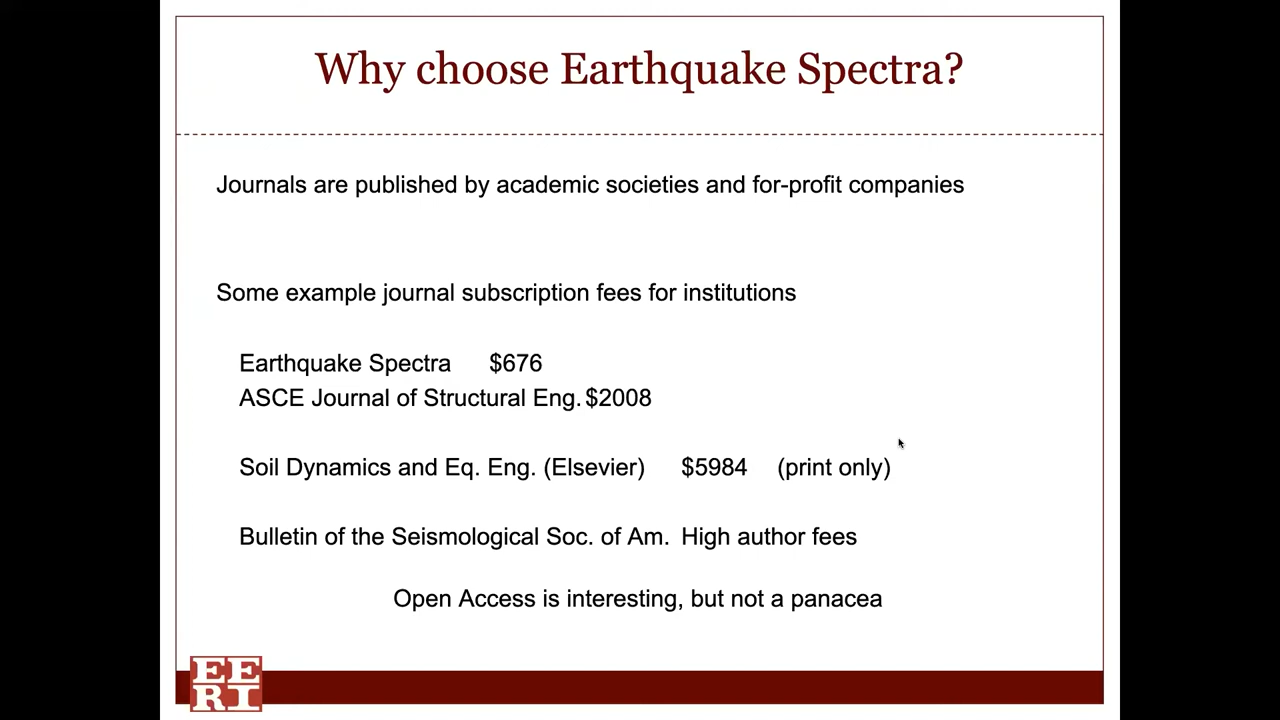 Why choose Earthquake Spectra?
Journals are published by academic societies and for-profit companies
Some example journal subscription fees for institutions
Earthquake Spectra $676
ASCE Journal of Structural Eng. $2008
Soil Dynamics and Eq. Eng. (Elsevier) $5984 (print only)
Bulletin of the Seismological Soc. of Am. High author fees
Open Access is interesting, but not a panacea
EE
RI